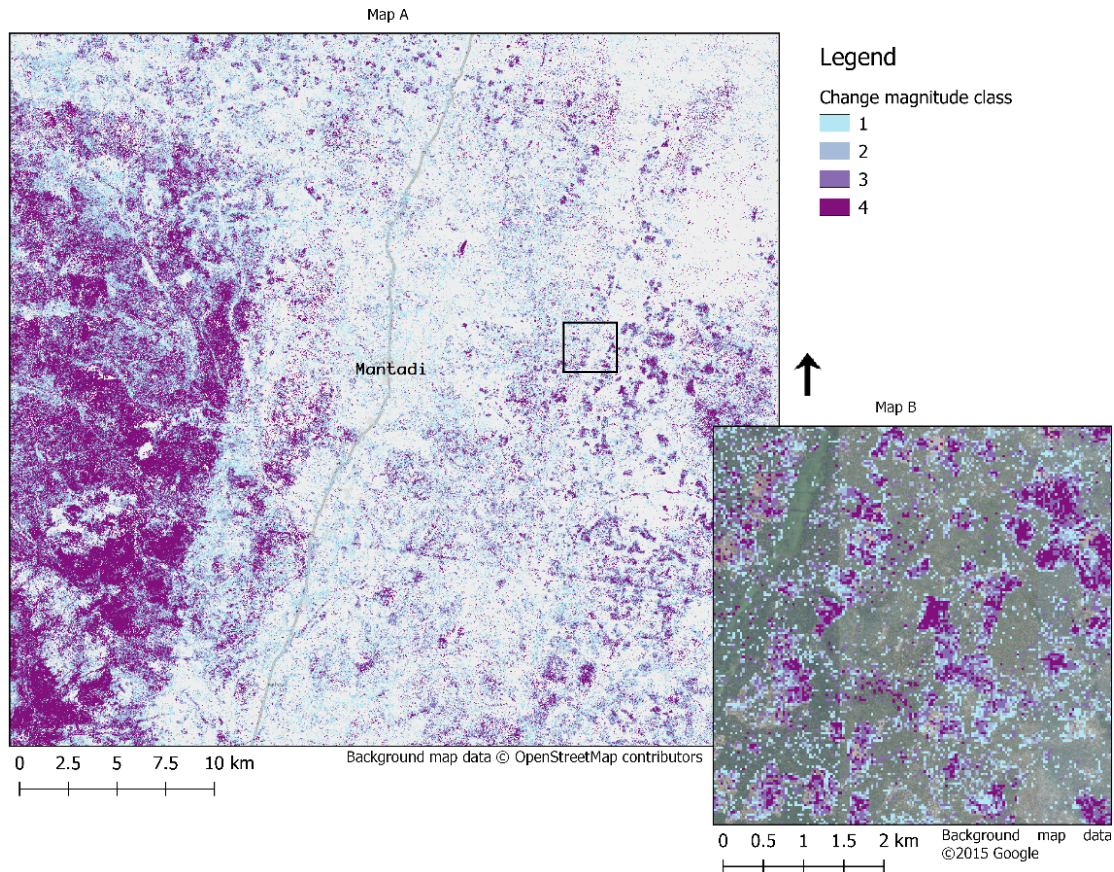 Map A
Legend
Change magnitude class
1
2
3
4
Mantadi
Map B
0 2.5 5 7.5 10 km
Background map data © OpenStreetMap contributors
0 0.5 1 1.5 2 km
Background map data
©2015 Google